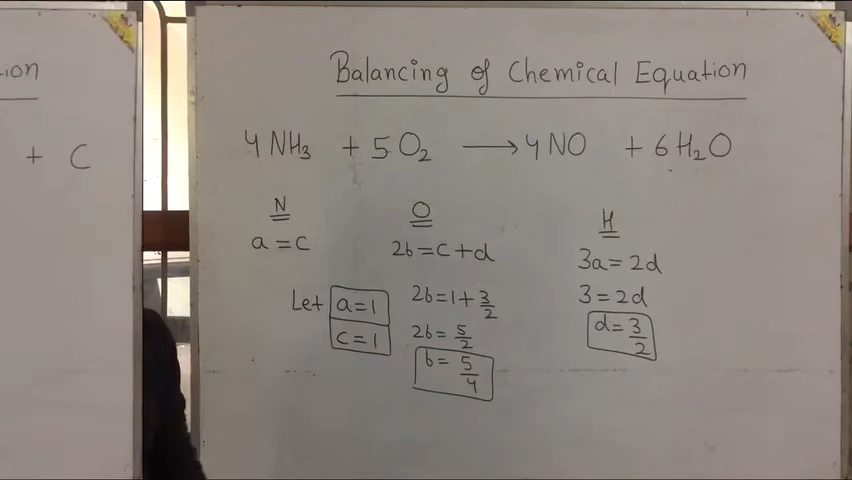 tion
+ C
Balancing of Chemical Equation
4 NH₃ + 5 O₂ ⟶ 4 NO + 6 H₂O
N
a = c
Let a = 1
c = 1
O
2b = c + d
2b = 1 + 3/2
2b = 5/2
b = 5/4
H
3a = 2d
3 = 2d
d = 3/2